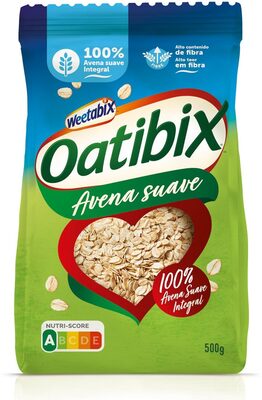 100%
Avena suave
Integral
Alto contenido
de fibra
Alto teor
em fibra
FIBRA
Weetabix
Oatibix
Avena suave
100%
Avena Suave
Integral
NUTRI-SCORE
A B C D E
500g